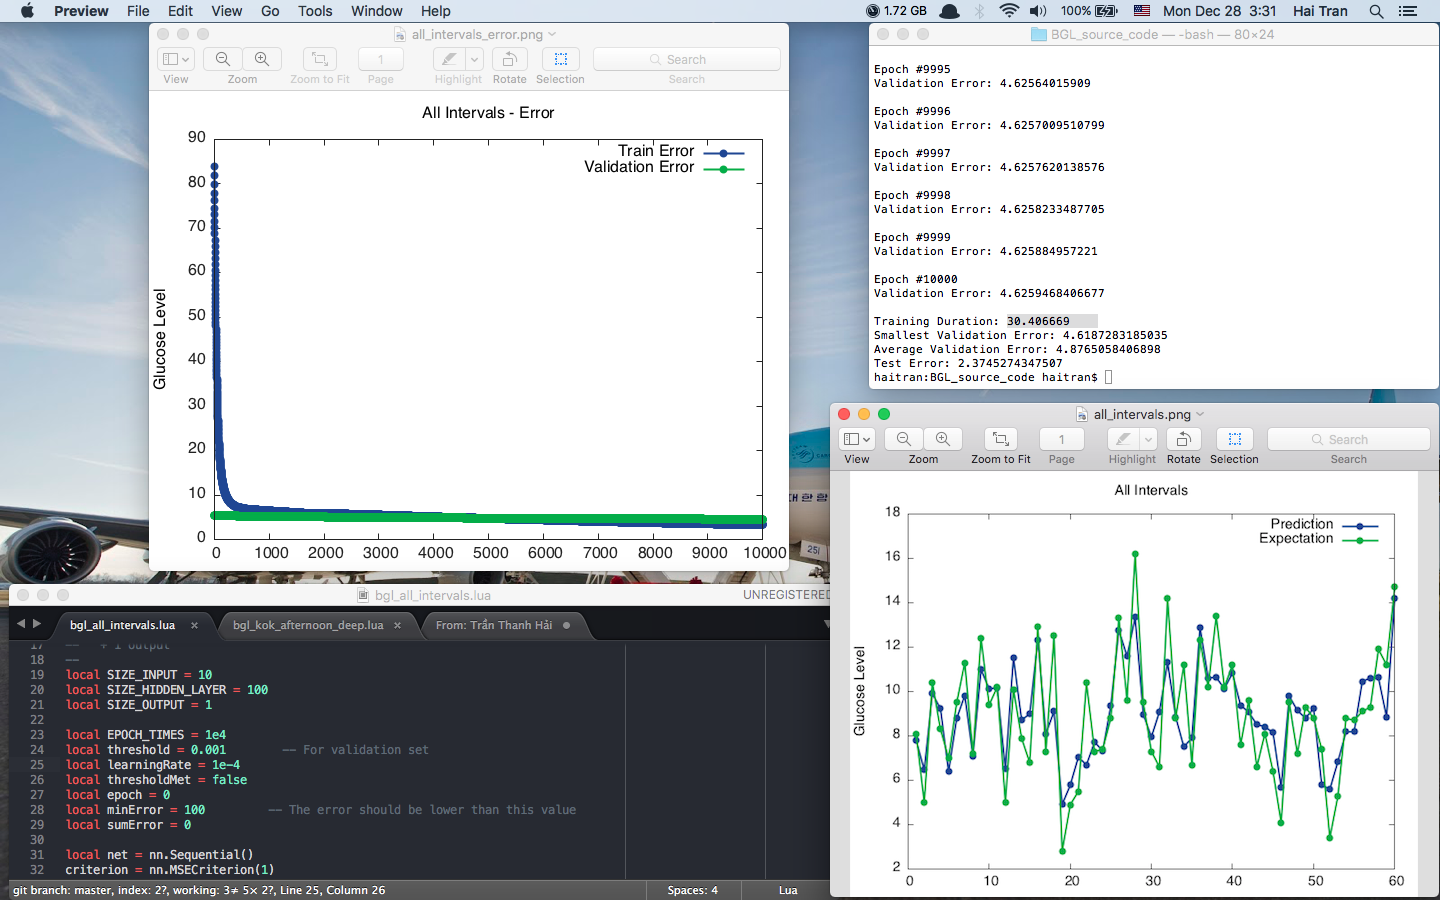 Preview File Edit View Go Tools Window Help 1.72 GB 100% Mon Dec 28 3:31 Hai Tran
all_intervals_error.png
1 Search
View Zoom Zoom to Fit Page Highlight Rotate Selection Search
All Intervals - Error
Train Error
Validation Error
Glucose Level
90
80
70
60
50
40
30
20
10
0
0 1000 2000 3000 4000 5000 6000 7000 8000 9000 10000
BGL_source_code — -bash — 80×24
Epoch #9995
Validation Error: 4.62564015909
Epoch #9996
Validation Error: 4.6257009510799
Epoch #9997
Validation Error: 4.6257620138576
Epoch #9998
Validation Error: 4.6258233487705
Epoch #9999
Validation Error: 4.625884957221
Epoch #10000
Validation Error: 4.6259468406677
Training Duration: 30.406669
Smallest Validation Error: 4.6187283185035
Average Validation Error: 4.8765058406898
Test Error: 2.3745274347507
haitran:BGL_source_code haitran$
대한항
251
bgl_all_intervals.lua UNREGISTERED
bgl_all_intervals.lua × bgl_kok_afternoon_deep.lua × From: Trần Thanh Hải
17 -- + 1 output
18 --
19 local SIZE_INPUT = 10
20 local SIZE_HIDDEN_LAYER = 100
21 local SIZE_OUTPUT = 1
22
23 local EPOCH_TIMES = 1e4
24 local threshold = 0.001 -- For validation set
25 local learningRate = 1e-4
26 local thresholdMet = false
27 local epoch = 0
28 local minError = 100 -- The error should be lower than this value
29 local sumError = 0
30
31 local net = nn.Sequential()
32 criterion = nn.MSECriterion(1)
git branch: master, index: 2?, working: 3≠ 5× 2?, Line 25, Column 26 Spaces: 4 Lua
all_intervals.png
1 Search
View Zoom Zoom to Fit Page Highlight Rotate Selection Search
All Intervals
Prediction
Expectation
Glucose Level
18
16
14
12
10
8
6
4
2
0 10 20 30 40 50 60